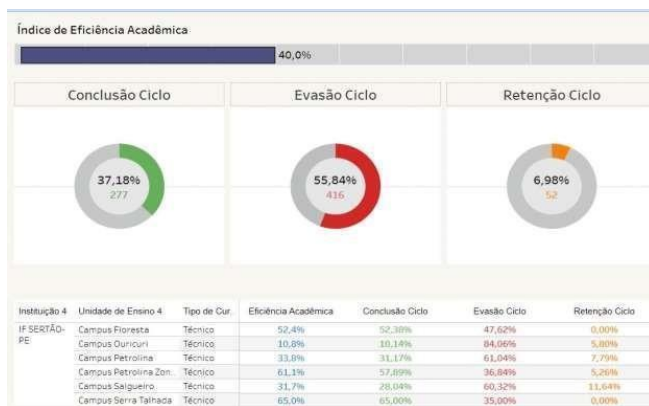 Índice de Eficiência Acadêmica
40,0%
Conclusão Ciclo Evasão Ciclo Retenção Ciclo
37,18% 55,84% 6,98%
277 416 52
Instituição 4 Unidade de Ensino 4 Tipo de Cur.. Eficiência Acadêmica Conclusão Ciclo Evasão Ciclo Retenção Ciclo
IF SERTÃO-PE Campus Floresta Técnico 52,4% 52,38% 47,62% 0,00%
Campus Ouricuri Técnico 10,8% 10,14% 84,06% 5,80%
Campus Petrolina Técnico 33,8% 31,17% 61,04% 7,79%
Campus Petrolina Zon.. Técnico 61,1% 57,89% 36,84% 5,26%
Campus Salgueiro Técnico 31,7% 28,04% 60,32% 11,64%
Campus Serra Talhada Técnico 65,0% 65,00% 35,00% 0,00%